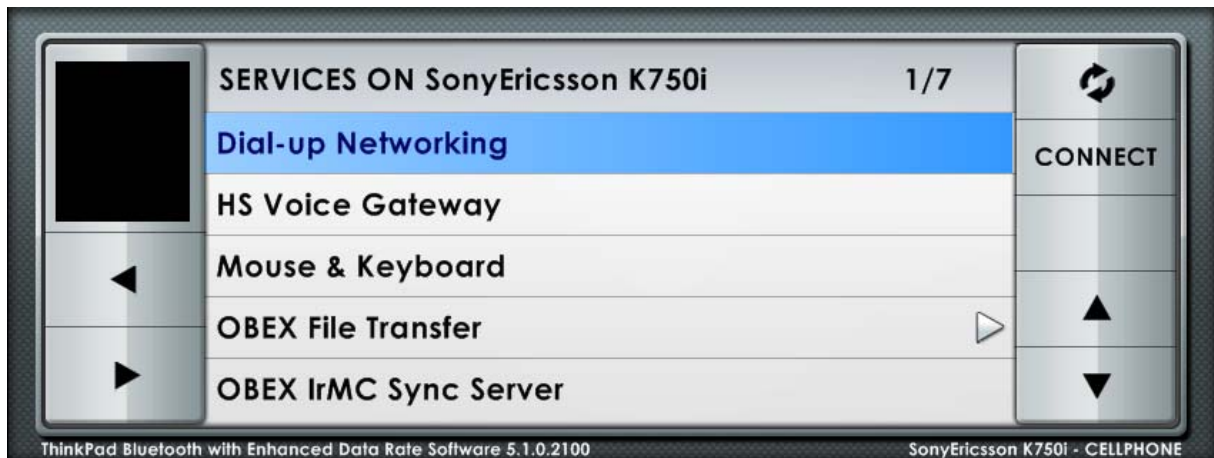 SERVICES ON SonyEricsson K750i 1/7
Dial-up Networking
CONNECT
HS Voice Gateway
Mouse & Keyboard
OBEX File Transfer
OBEX IrMC Sync Server
ThinkPad Bluetooth with Enhanced Data Rate Software 5.1.0.2100
SonyEricsson K750i - CELLPHONE